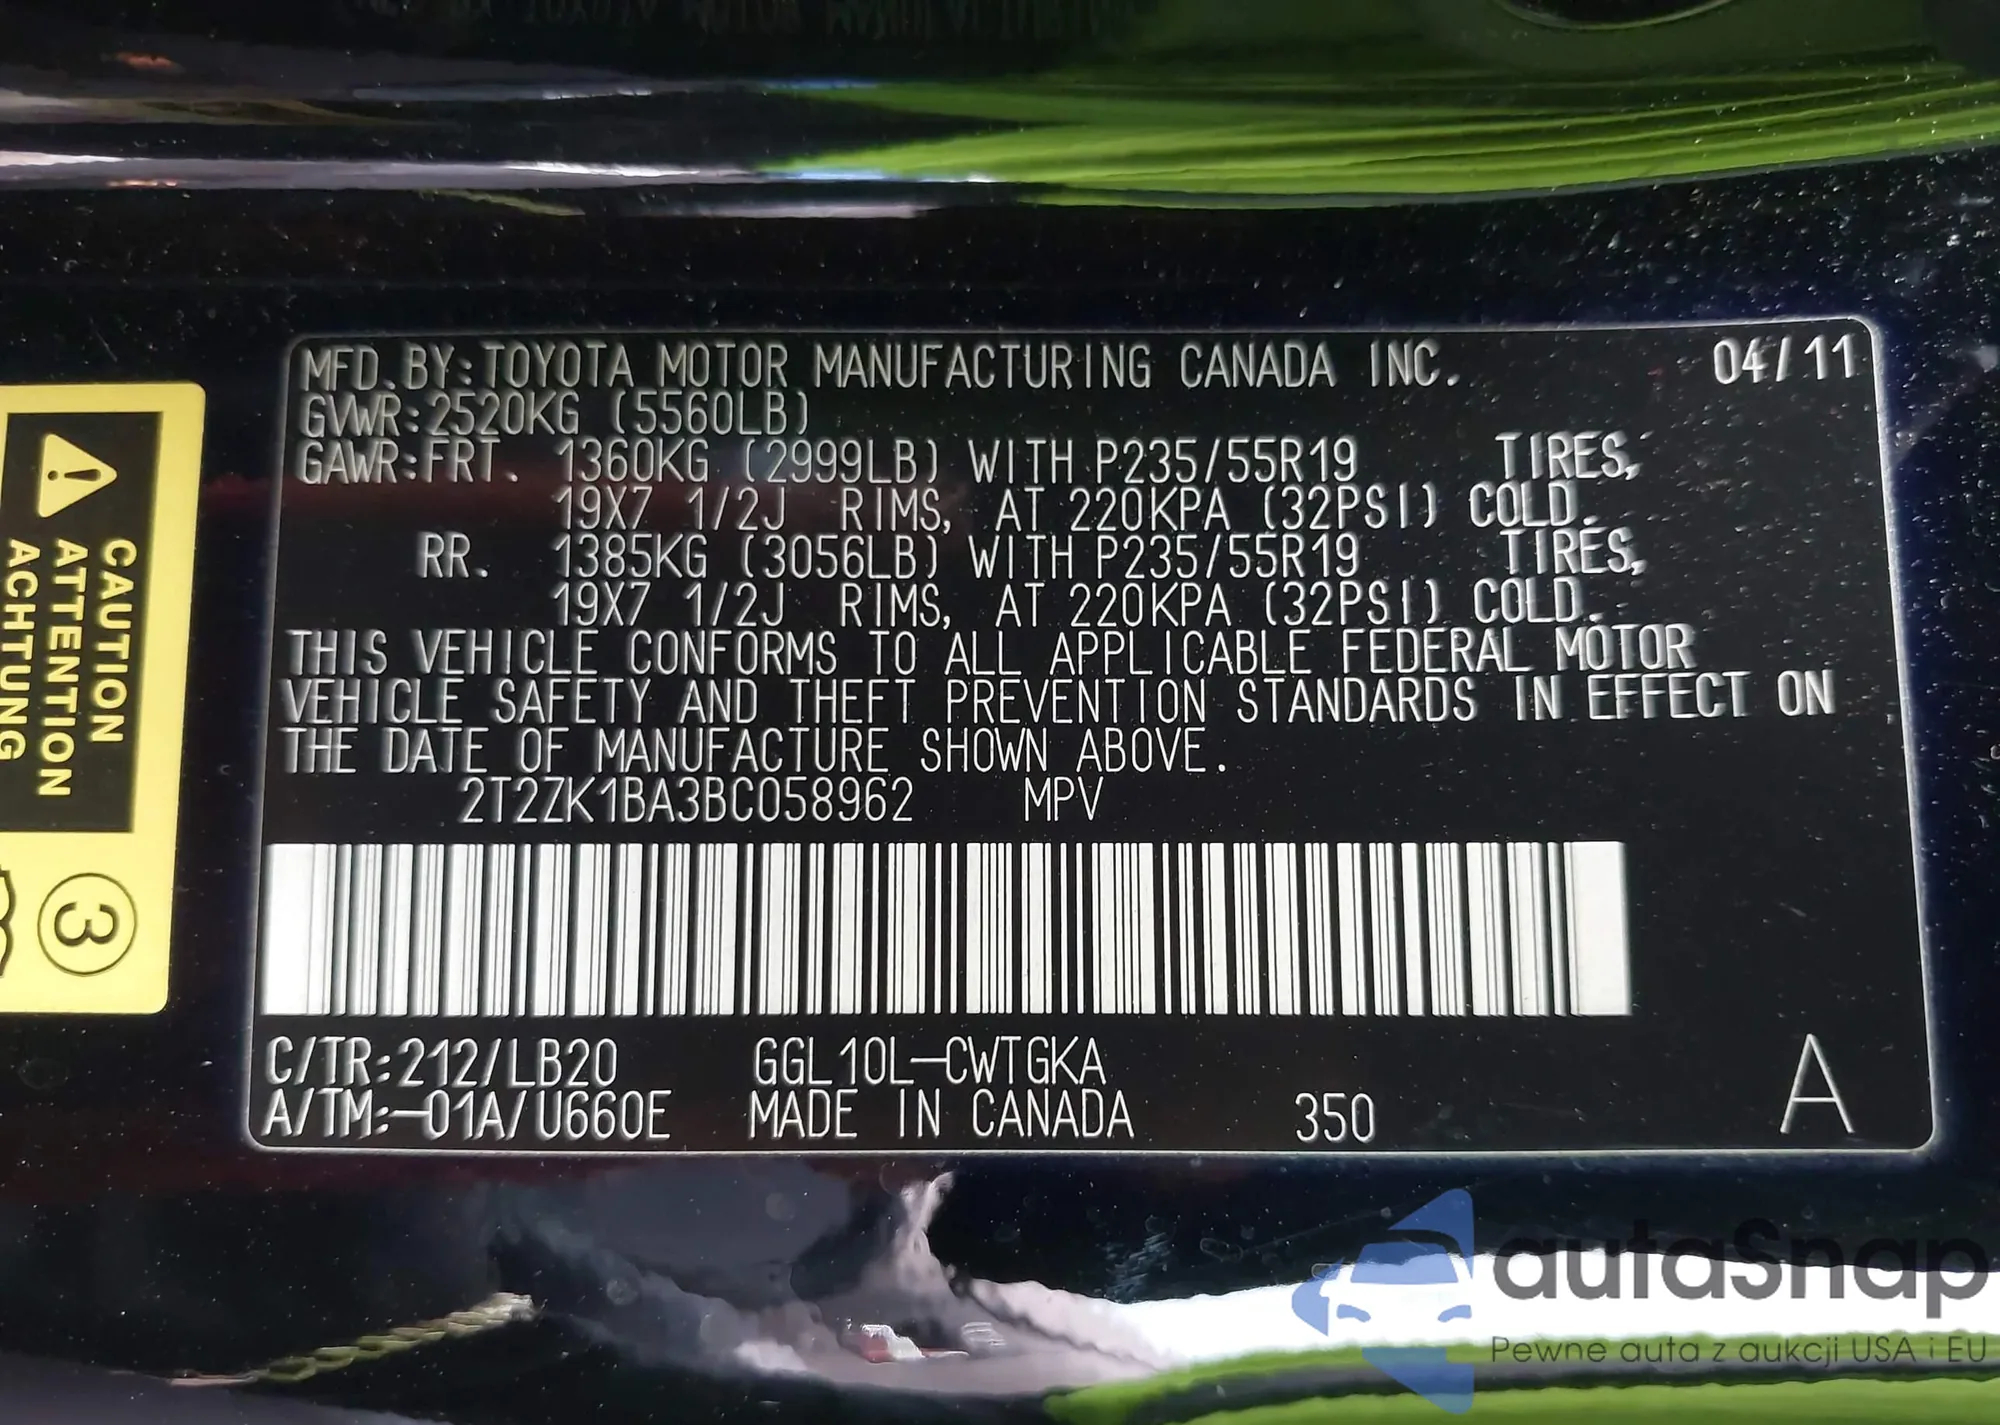 MFD.BY:TOYOTA MOTOR MANUFACTURING CANADA INC. 04/11
GVWR:2520KG (5560LB)
GAWR:FRT. 1360KG (2999LB) WITH P235/55R19 TIRES,
19X7 1/2J RIMS, AT 220KPA (32PSI) COLD.
RR. 1385KG (3056LB) WITH P235/55R19 TIRES,
19X7 1/2J RIMS, AT 220KPA (32PSI) COLD.
THIS VEHICLE CONFORMS TO ALL APPLICABLE FEDERAL MOTOR
VEHICLE SAFETY AND THEFT PREVENTION STANDARDS IN EFFECT ON
THE DATE OF MANUFACTURE SHOWN ABOVE.
2T2ZK1BA3BC058962 MPV
C/TR:212/LB20 GGL10L-CWTGKA
A/TM:-01A/U660E MADE IN CANADA 350 A
CAUTION
ATTENTION
ACHTUNG
3
autaSnap
Pewne auta z aukcji USA i EU